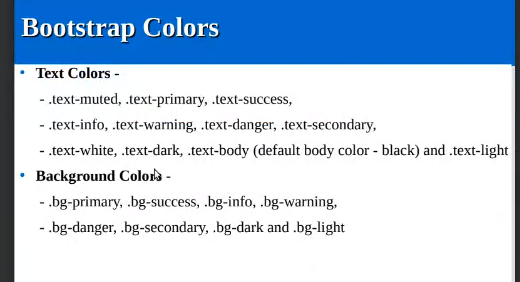 Bootstrap Colors
• Text Colors -
- .text-muted, .text-primary, .text-success,
- .text-info, .text-warning, .text-danger, .text-secondary,
- .text-white, .text-dark, .text-body (default body color - black) and .text-light
• Background Colors -
- .bg-primary, .bg-success, .bg-info, .bg-warning,
- .bg-danger, .bg-secondary, .bg-dark and .bg-light